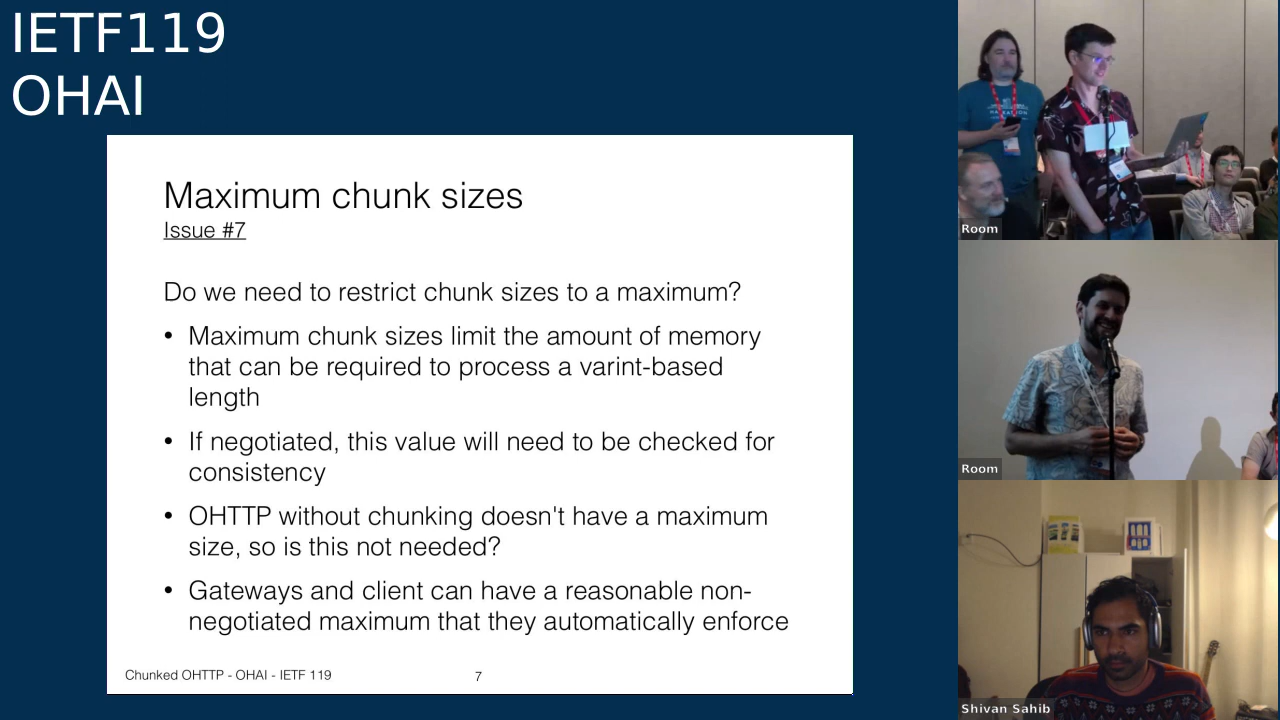 IETF119
OHAI
Maximum chunk sizes
Issue #7
Do we need to restrict chunk sizes to a maximum?
• Maximum chunk sizes limit the amount of memory
that can be required to process a varint-based
length
• If negotiated, this value will need to be checked for
consistency
• OHTTP without chunking doesn't have a maximum
size, so is this not needed?
• Gateways and client can have a reasonable non-
negotiated maximum that they automatically enforce
Chunked OHTTP - OHAI - IETF 119
7
Room
Room
Shivan Sahib